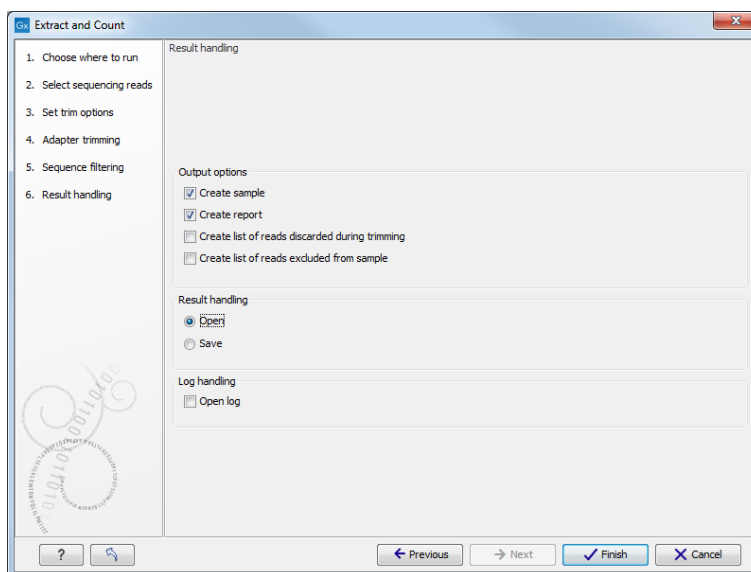 Gx Extract and Count
1. Choose where to run
2. Select sequencing reads
3. Set trim options
4. Adapter trimming
5. Sequence filtering
6. Result handling
Result handling
Output options
Create sample
Create report
Create list of reads discarded during trimming
Create list of reads excluded from sample
Result handling
Open
Save
Log handling
Open log
? Previous Next Finish Cancel